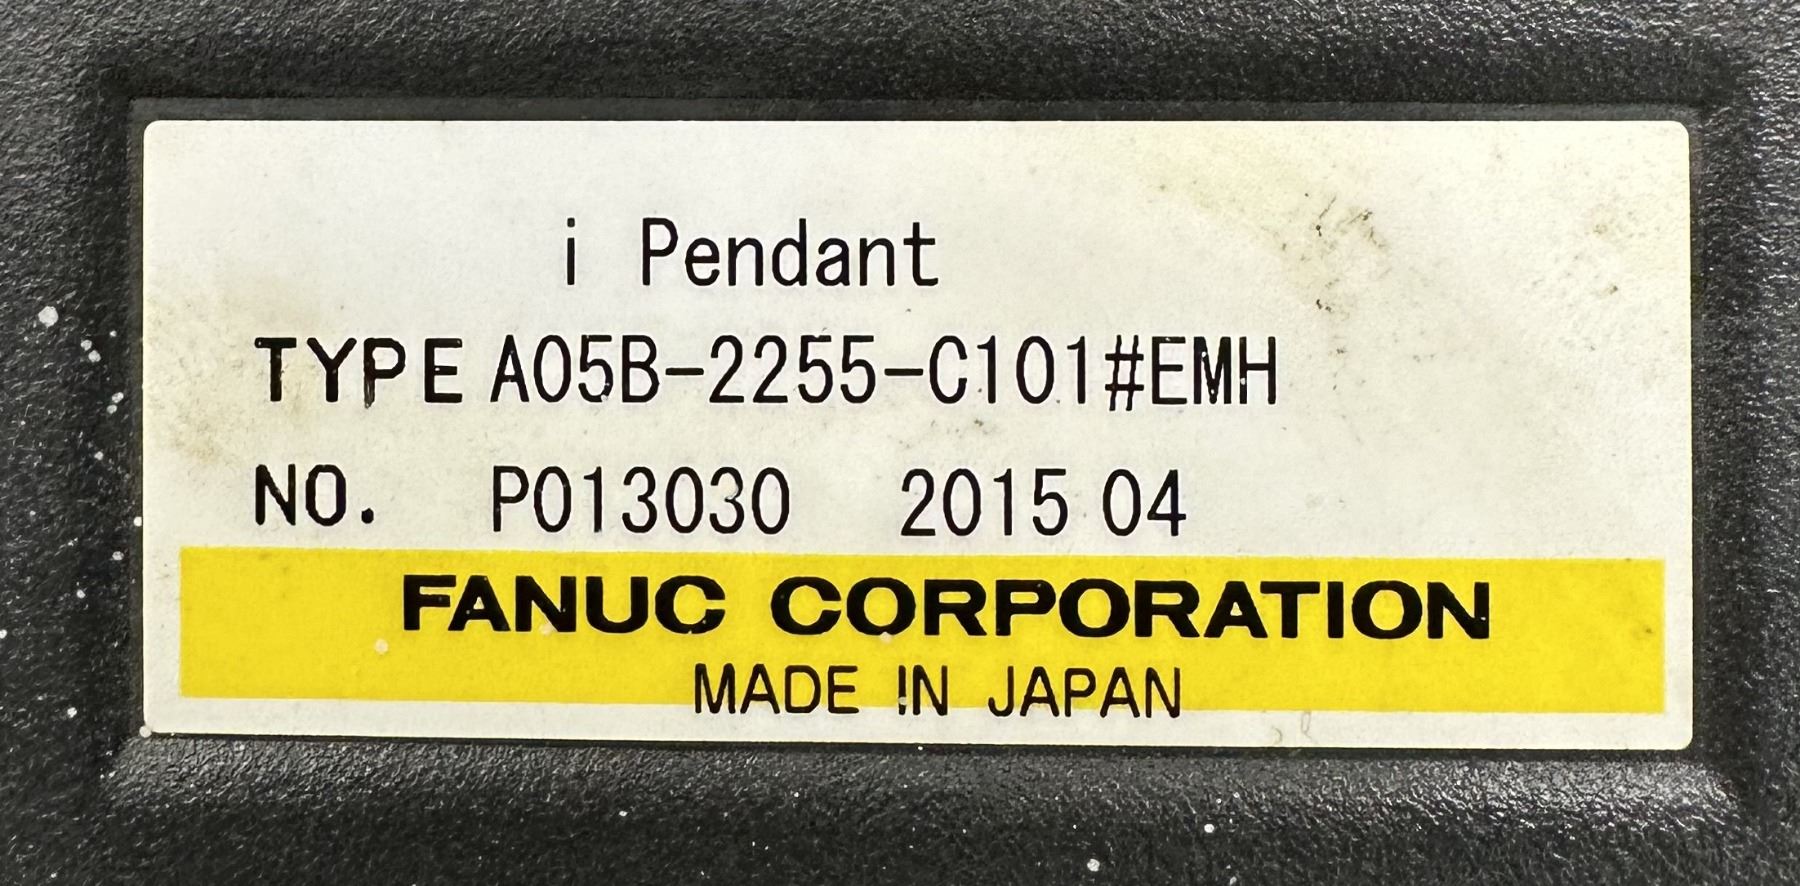 i Pendant
TYPE A05B-2255-C101#EMH
NO. P013030 2015 04
FANUC CORPORATION
MADE IN JAPAN